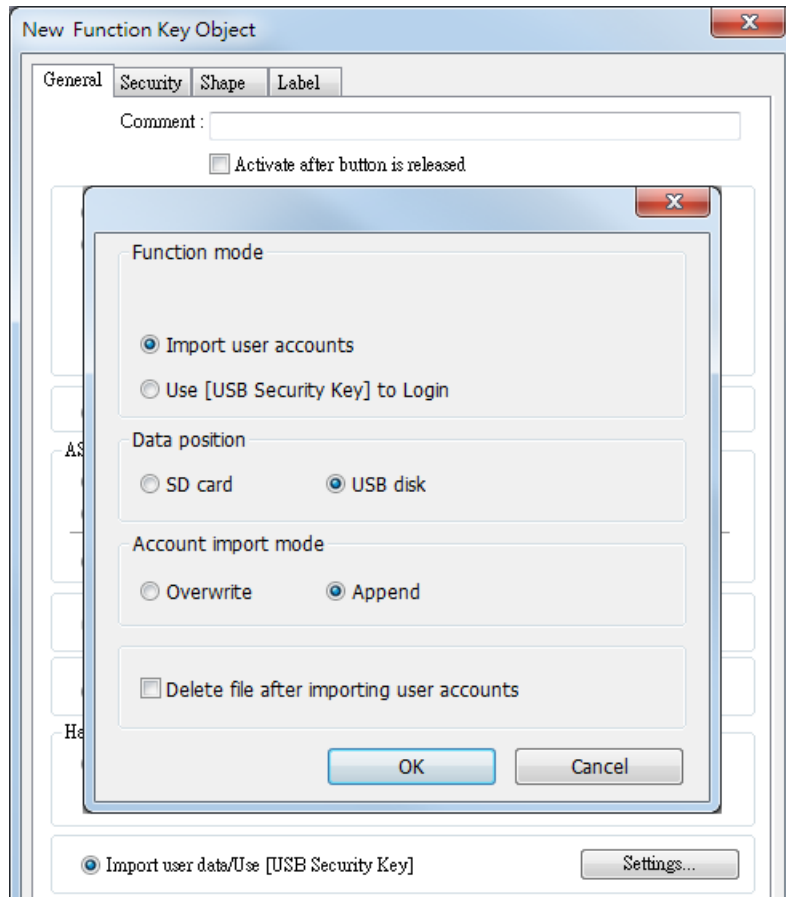 New Function Key Object
General Security Shape Label
Comment :
Activate after button is released
Function mode
Import user accounts
Use [USB Security Key] to Login
Data position
SD card USB disk
Account import mode
Overwrite Append
Delete file after importing user accounts
OK Cancel
Import user data/Use [USB Security Key] Settings...